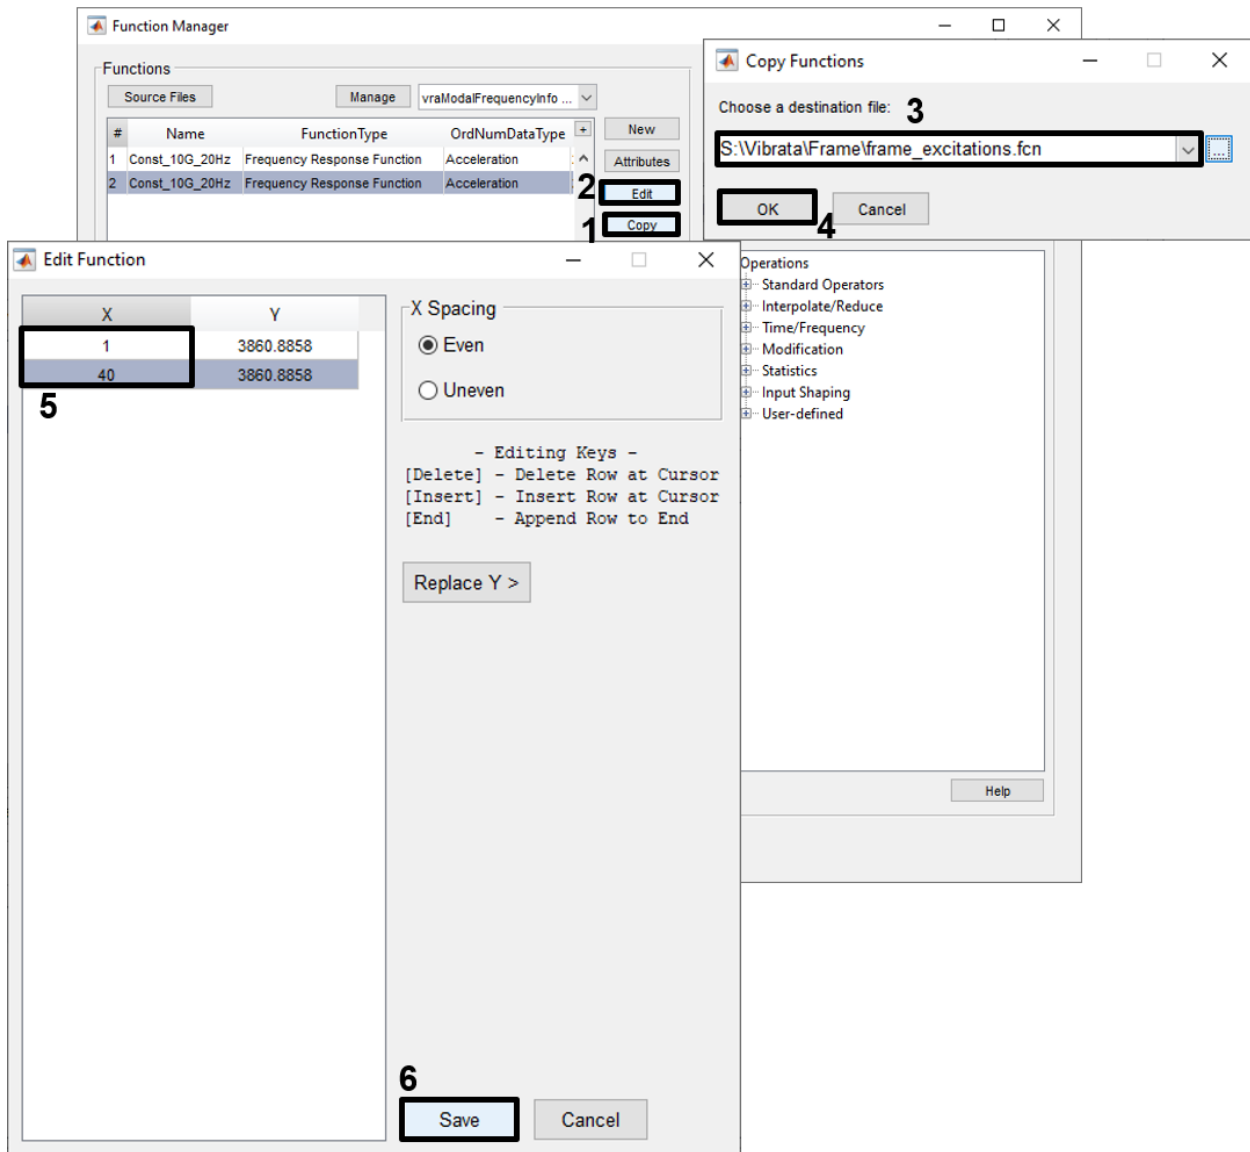 Function Manager
Functions
Source Files
Manage
vraModalFrequencyInfo ...
# Name FunctionType OrdNumDataType +
1 Const_10G_20Hz Frequency Response Function Acceleration
2 Const_10G_20Hz Frequency Response Function Acceleration
New
Attributes
2
Edit
1
Copy
Copy Functions
Choose a destination file:
3
S:\Vibrata\Frame\frame_excitations.fcn
...
OK
4
Cancel
Operations
Standard Operators
Interpolate/Reduce
Time/Frequency
Modification
Statistics
Input Shaping
User-defined
Help
Edit Function
X Y
1 3860.8858
40 3860.8858
5
X Spacing
Even
Uneven
- Editing Keys -
[Delete] - Delete Row at Cursor
[Insert] - Insert Row at Cursor
[End] - Append Row to End
Replace Y >
6
Save
Cancel